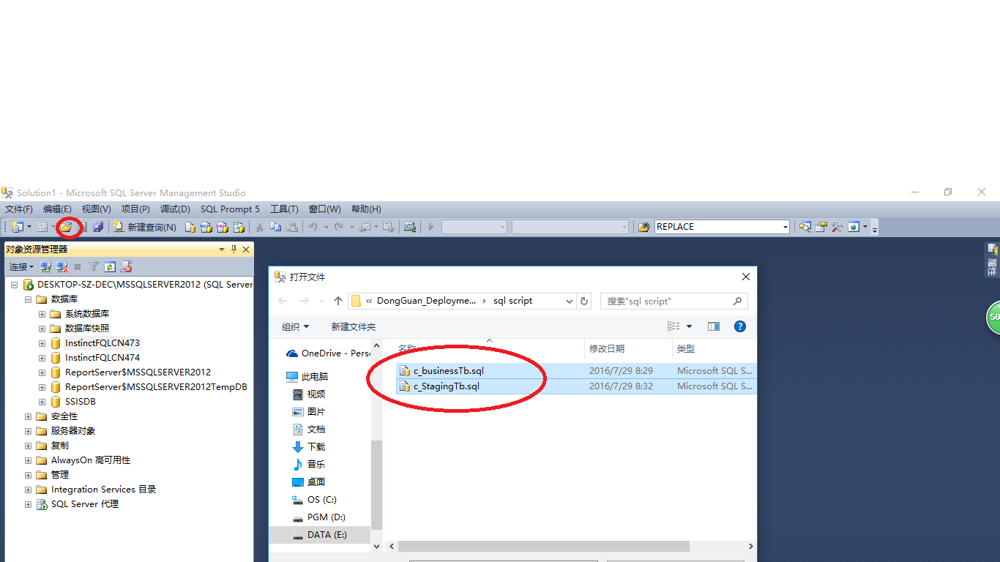 Solution1 - Microsoft SQL Server Management Studio
文件(F) 编辑(E) 视图(V) 项目(P) 调试(D) SQL Prompt 5 工具(T) 窗口(W) 帮助(H)
新建查询(N) REPLACE
对象资源管理器
属性
连接
DESKTOP-SZ-DEC\MSSQLSERVER2012 (SQL Server
数据库
系统数据库
数据库快照
InstinctFQLCN473
InstinctFQLCN474
ReportServer$MSSQLSERVER2012
ReportServer$MSSQLSERVER2012TempDB
SSISDB
安全性
服务器对象
复制
AlwaysOn 高可用性
管理
Integration Services 目录
SQL Server 代理
打开文件
« DongGuan_Deployme... › sql script
搜索"sql script"
组织 新建文件夹
名称 修改日期 类型
OneDrive - Pers
此电脑
视频
图片
文档
下载
音乐
桌面
OS (C:)
PGM (D:)
DATA (E:)
c_businessTb.sql 2016/7/29 8:29 Microsoft SQL S...
c_StagingTb.sql 2016/7/29 8:32 Microsoft SQL S...
50